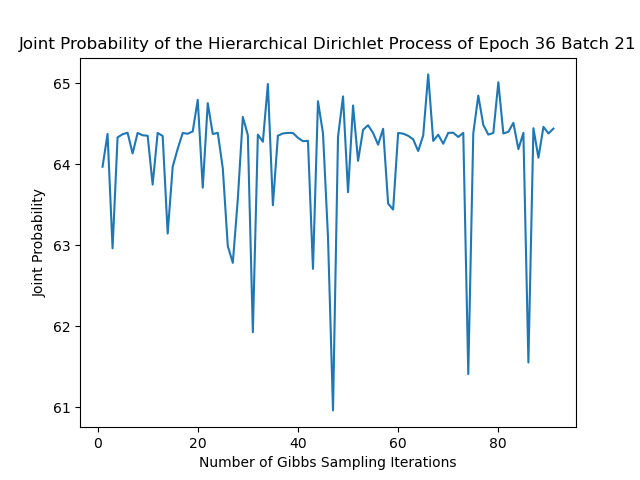 Joint Probability of the Hierarchical Dirichlet Process of Epoch 36 Batch 21
65
64
63
62
61
Joint Probability
0 20 40 60 80
Number of Gibbs Sampling Iterations